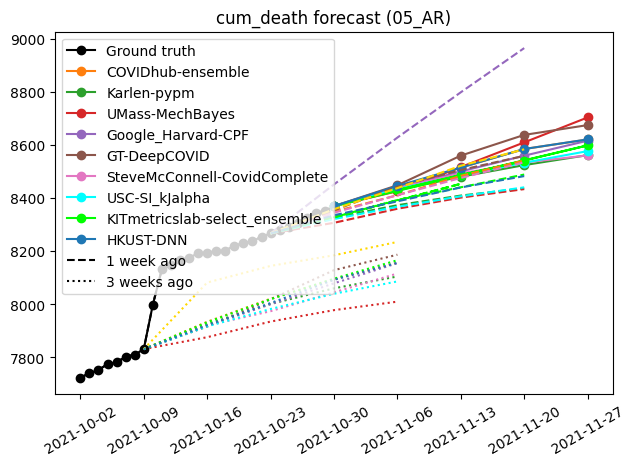 cum_death forecast (05_AR)
9000
8800
8600
8400
8200
8000
7800
Ground truth
COVIDhub-ensemble
Karlen-pypm
UMass-MechBayes
Google_Harvard-CPF
GT-DeepCOVID
SteveMcConnell-CovidComplete
USC-SI_kJalpha
KITmetricslab-select_ensemble
HKUST-DNN
1 week ago
3 weeks ago
2021-10-02
2021-10-09
2021-10-16
2021-10-23
2021-10-30
2021-11-06
2021-11-13
2021-11-20
2021-11-27